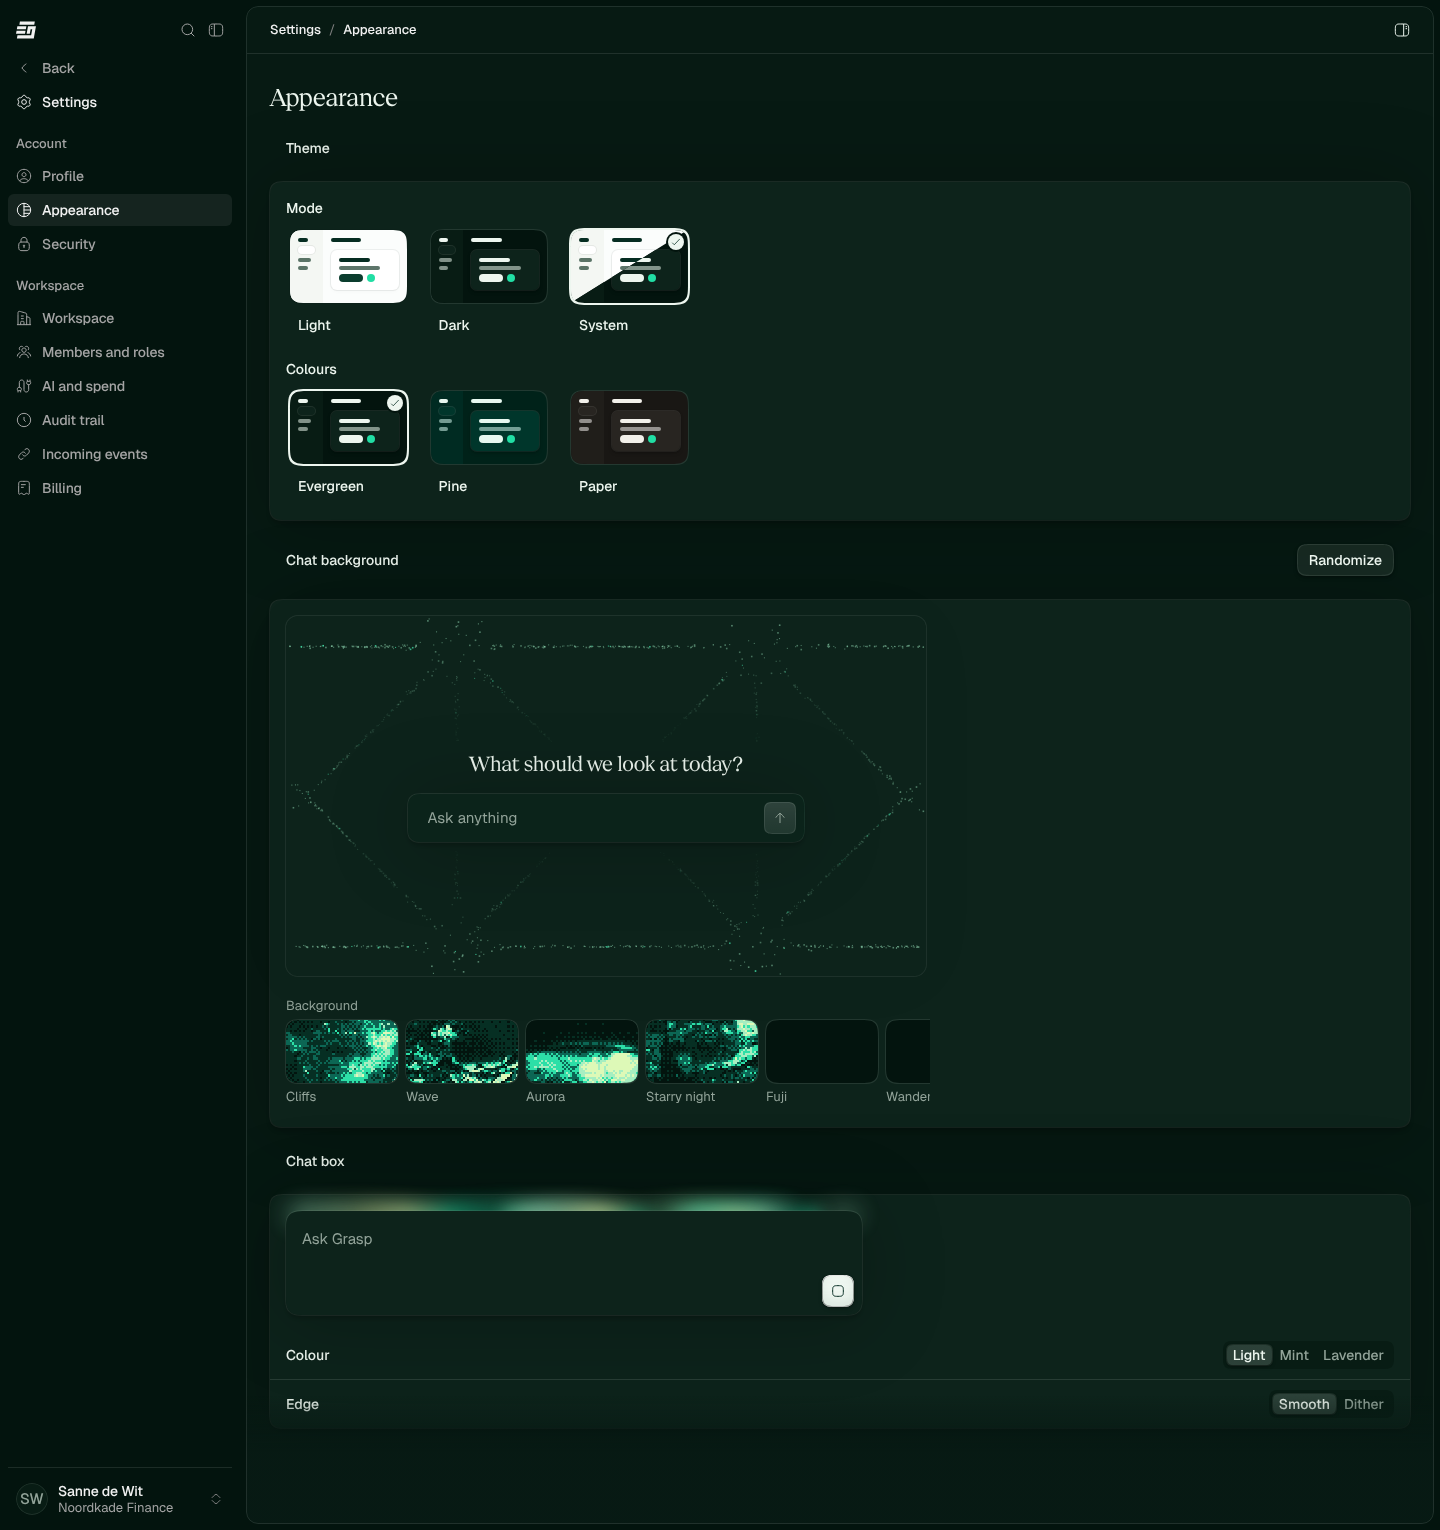 Back
Settings
Account
Profile
Appearance
Security
Workspace
Workspace
Members and roles
AI and spend
Audit trail
Incoming events
Billing
SW
Sanne de Wit
Noordkade Finance
Settings / Appearance
Appearance
Theme
Mode
Light
Dark
System
Colours
Evergreen
Pine
Paper
Chat background
Randomize
What should we look at today?
Ask anything
Background
Cliffs
Wave
Aurora
Starry night
Fuji
Wander
Chat box
Ask Grasp
Colour
Light
Mint
Lavender
Edge
Smooth
Dither